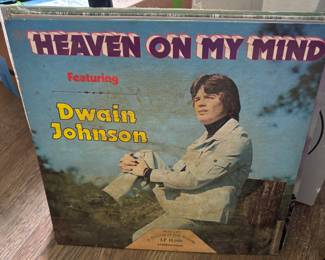 HEAVEN ON MY MIND
Featuring
Dwain
Johnson